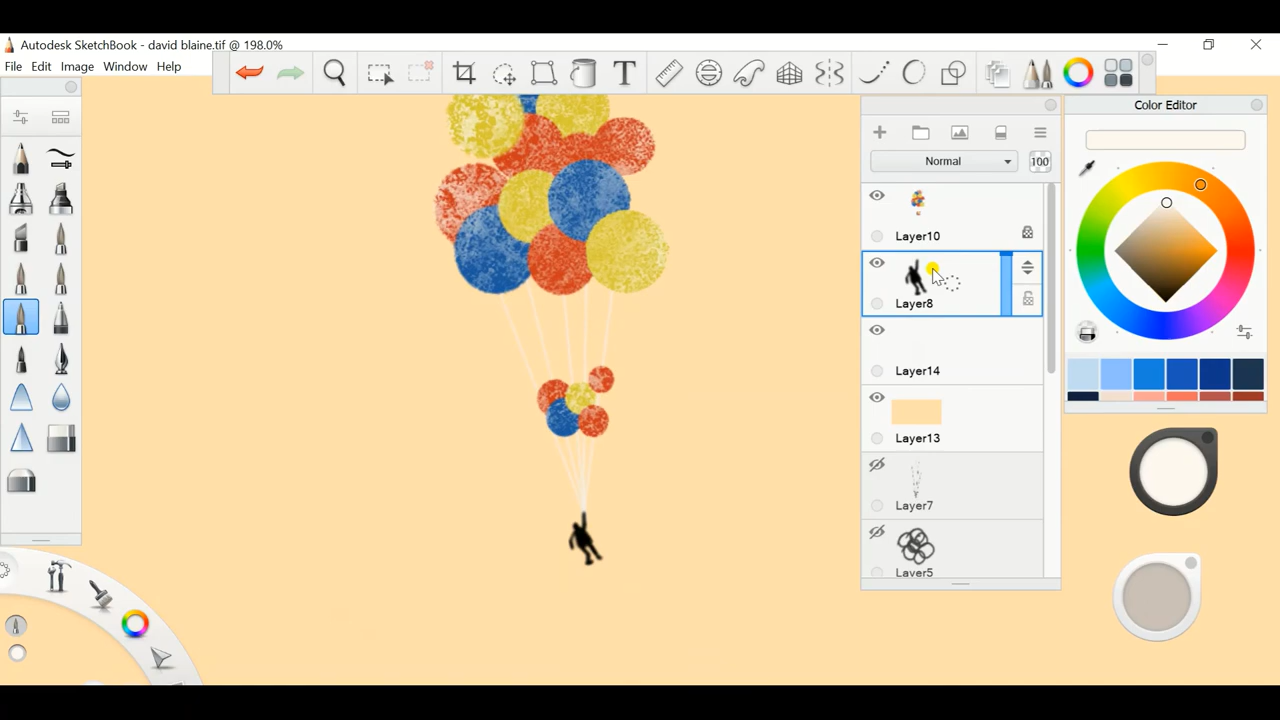 Autodesk SketchBook - david blaine.tif @ 198.0%
File Edit Image Window Help
T
Color Editor
Normal 100
Layer10
Layer8
Layer14
Layer13
Layer7
Layer5